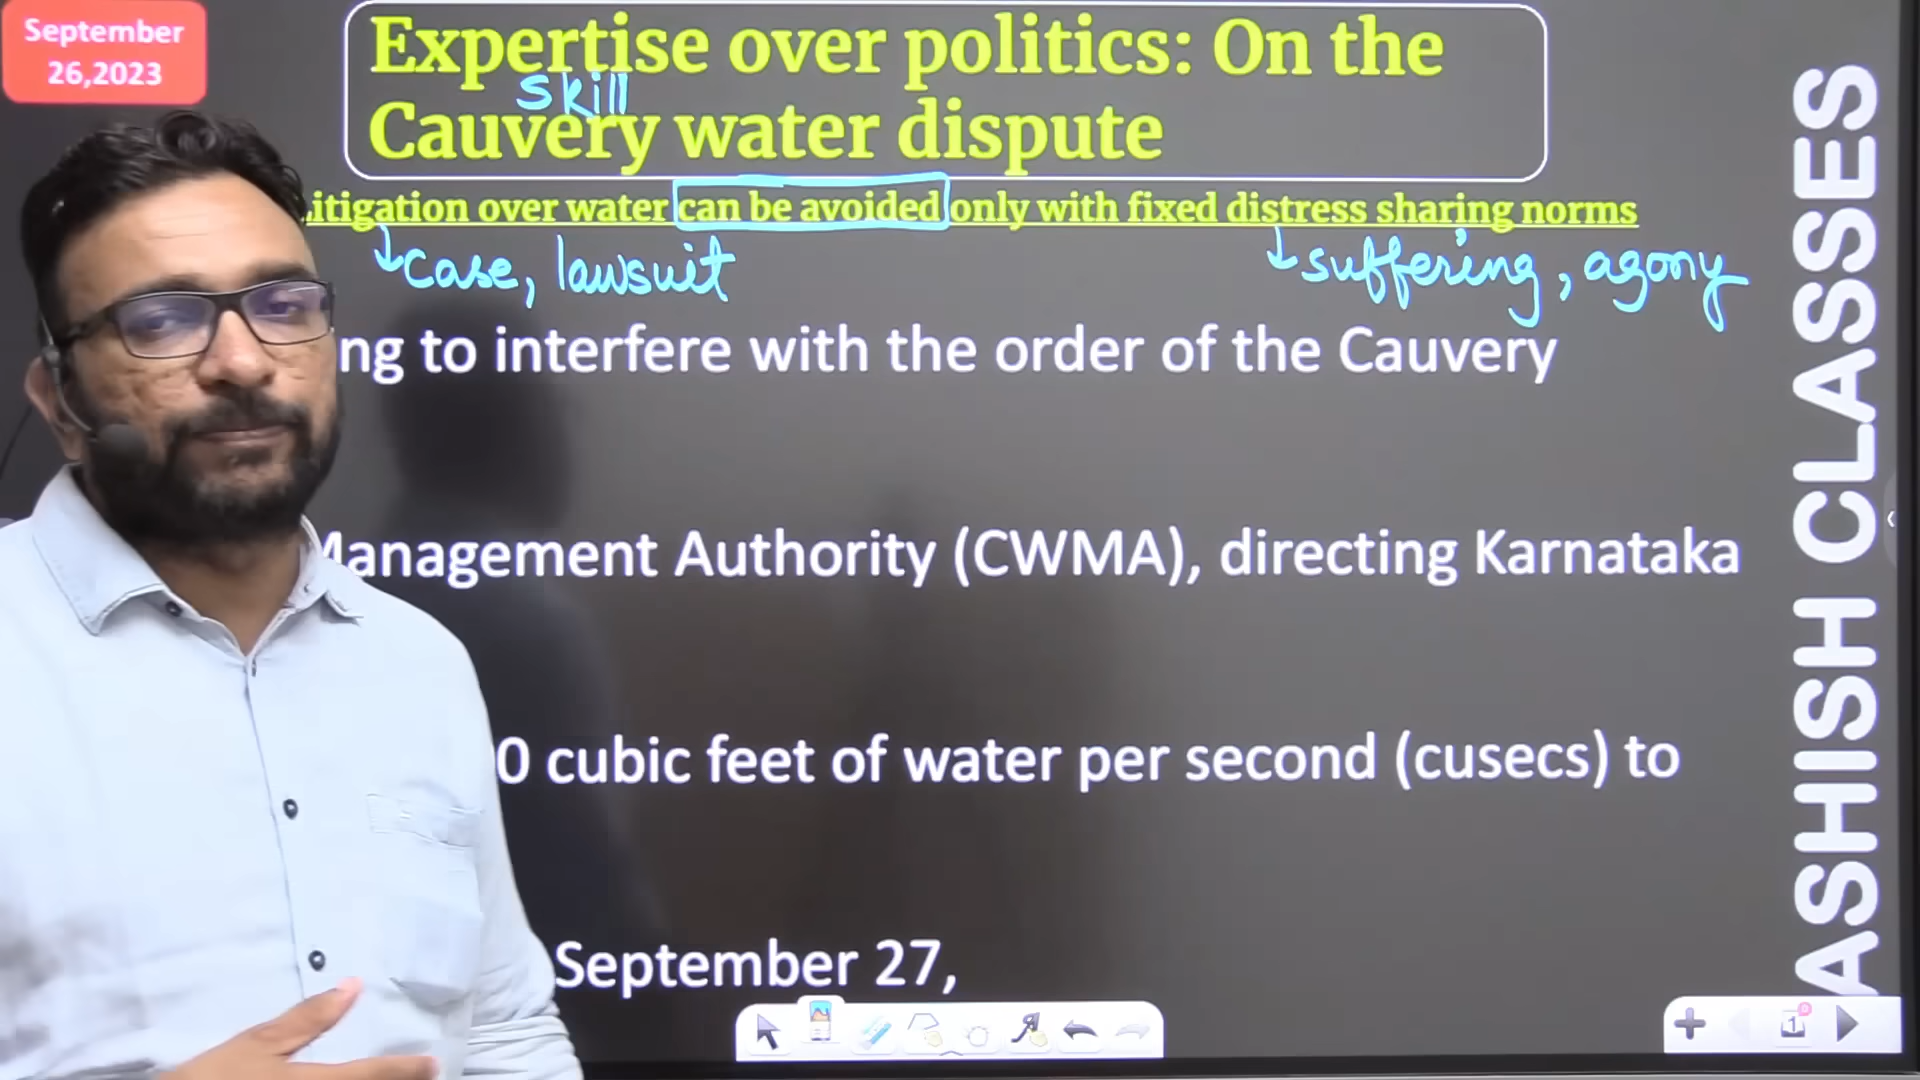 September
26,2023
Expertise over politics: On the
skill
Cauvery water dispute
itigation over water can be avoided only with fixed distress sharing norms
case, lawsuit
suffering, agony
ng to interfere with the order of the Cauvery
Management Authority (CWMA), directing Karnataka
0 cubic feet of water per second (cusecs) to
September 27,
ASHISH CLASSES
1